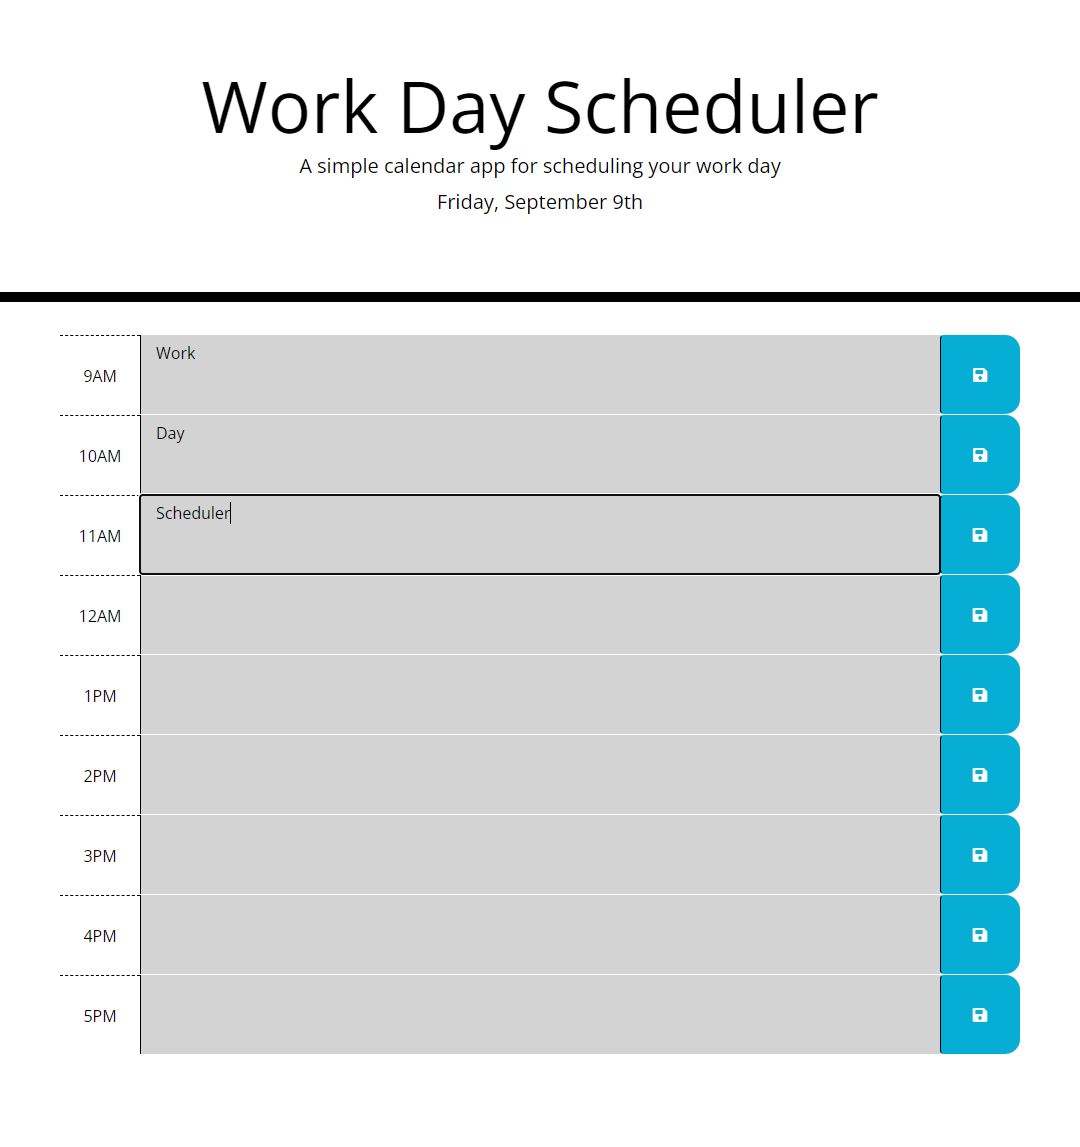 Work Day Scheduler
A simple calendar app for scheduling your work day
Friday, September 9th
9AM Work
10AM Day
11AM Scheduler
12AM
1PM
2PM
3PM
4PM
5PM